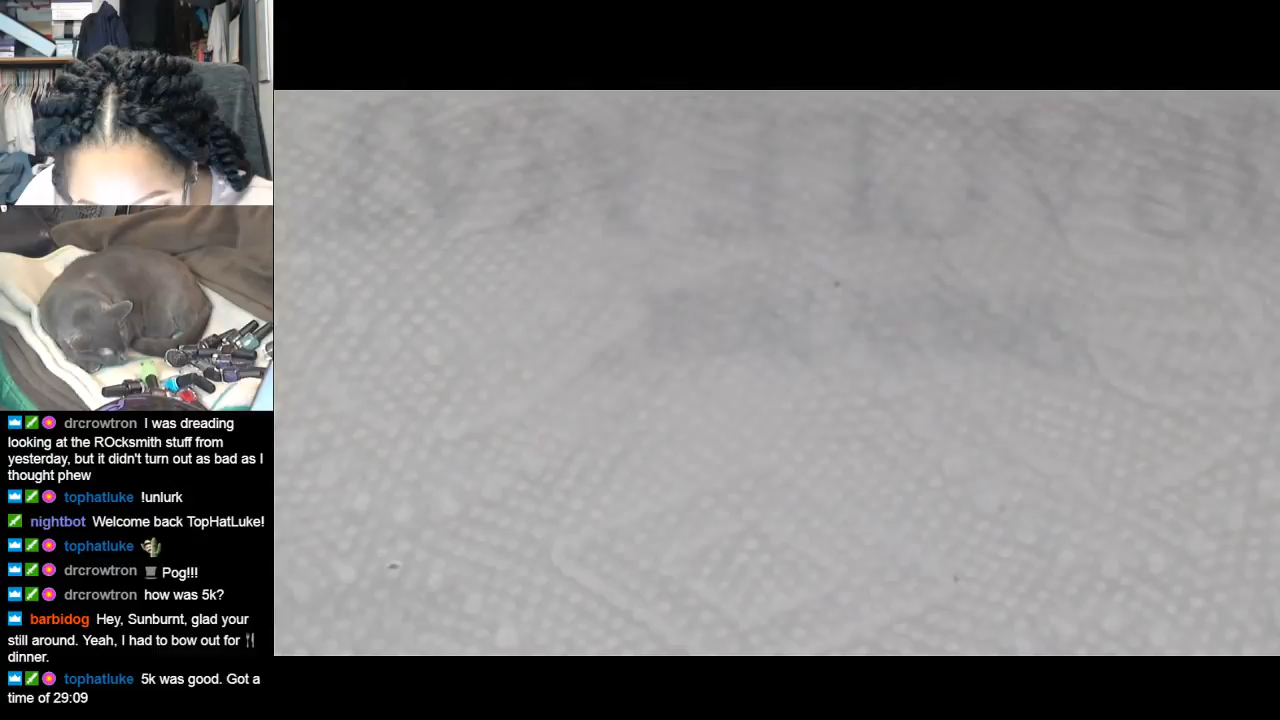 drcrowtron I was dreading
looking at the ROcksmith stuff from
yesterday, but it didn't turn out as bad as I
thought phew
tophatluke !unlurk
nightbot Welcome back TopHatLuke!
tophatluke
drcrowtron Pog!!!
drcrowtron how was 5k?
barbidog Hey, Sunburnt, glad your
still around. Yeah, I had to bow out for
dinner.
tophatluke 5k was good. Got a
time of 29:09